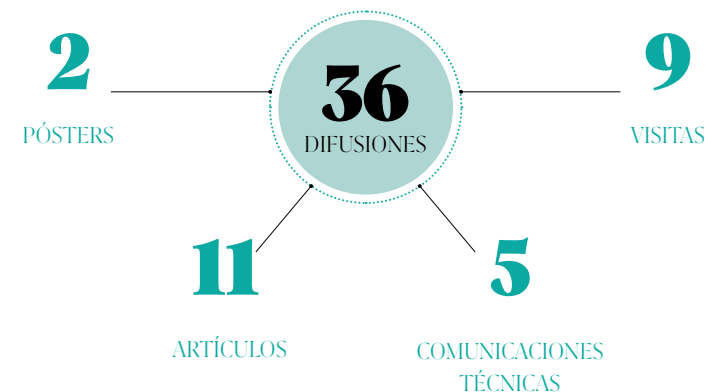 2
PÓSTERS
36
DIFUSIONES
9
VISITAS
11
ARTÍCULOS
5
COMUNICACIONES
TÉCNICAS